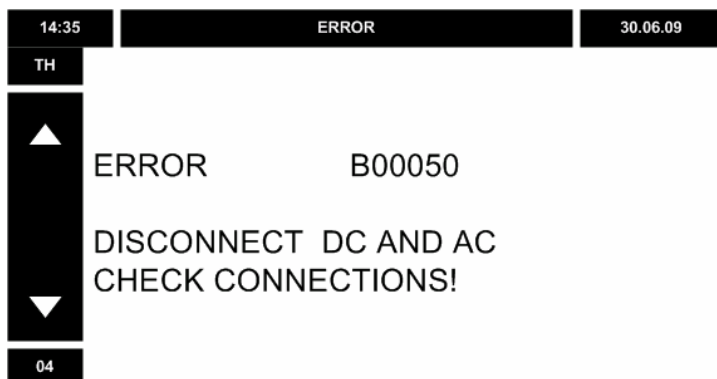 14:35 ERROR 30.06.09
TH
ERROR B00050
DISCONNECT DC AND AC
CHECK CONNECTIONS!
04